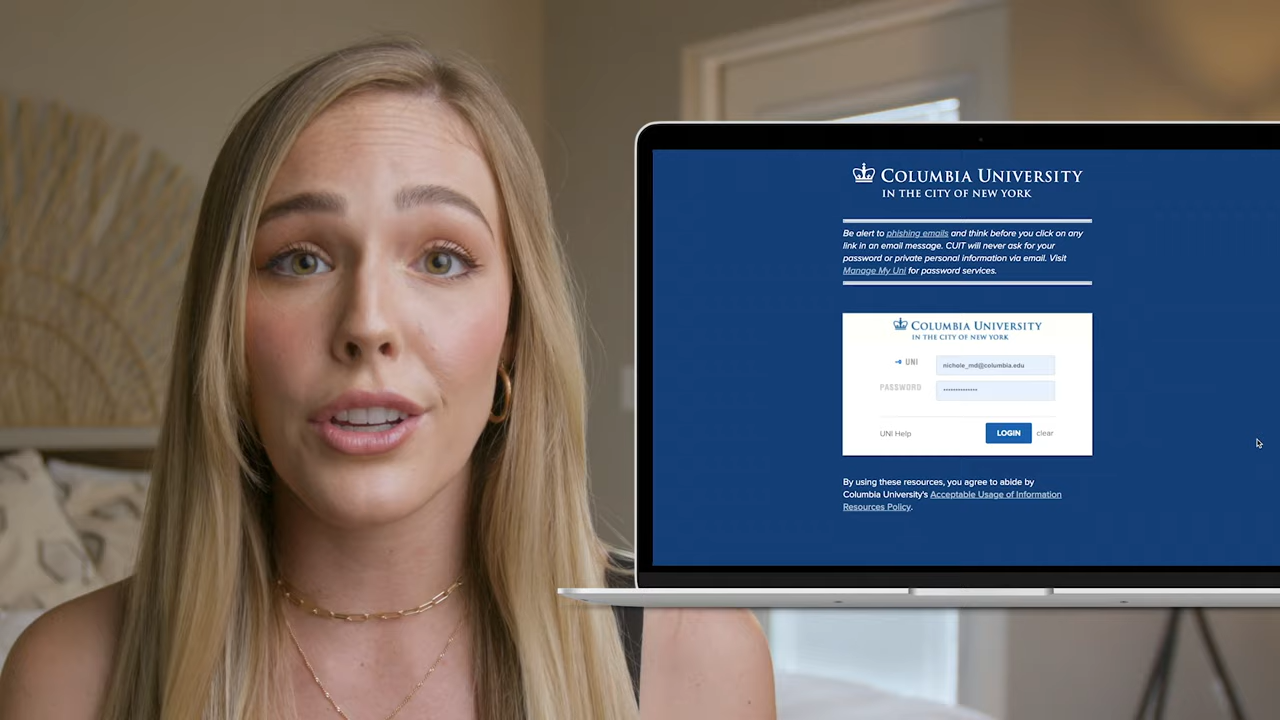 COLUMBIA UNIVERSITY
IN THE CITY OF NEW YORK
Be alert to phishing emails and think before you click on any
link in an email message. CUIT will never ask for your
password or private personal information via email. Visit
Manage My Uni for password services.
COLUMBIA UNIVERSITY
IN THE CITY OF NEW YORK
UNI
nichole_md@columbia.edu
PASSWORD
UNI Help
LOGIN
clear
By using these resources, you agree to abide by
Columbia University's Acceptable Usage of Information
Resources Policy.